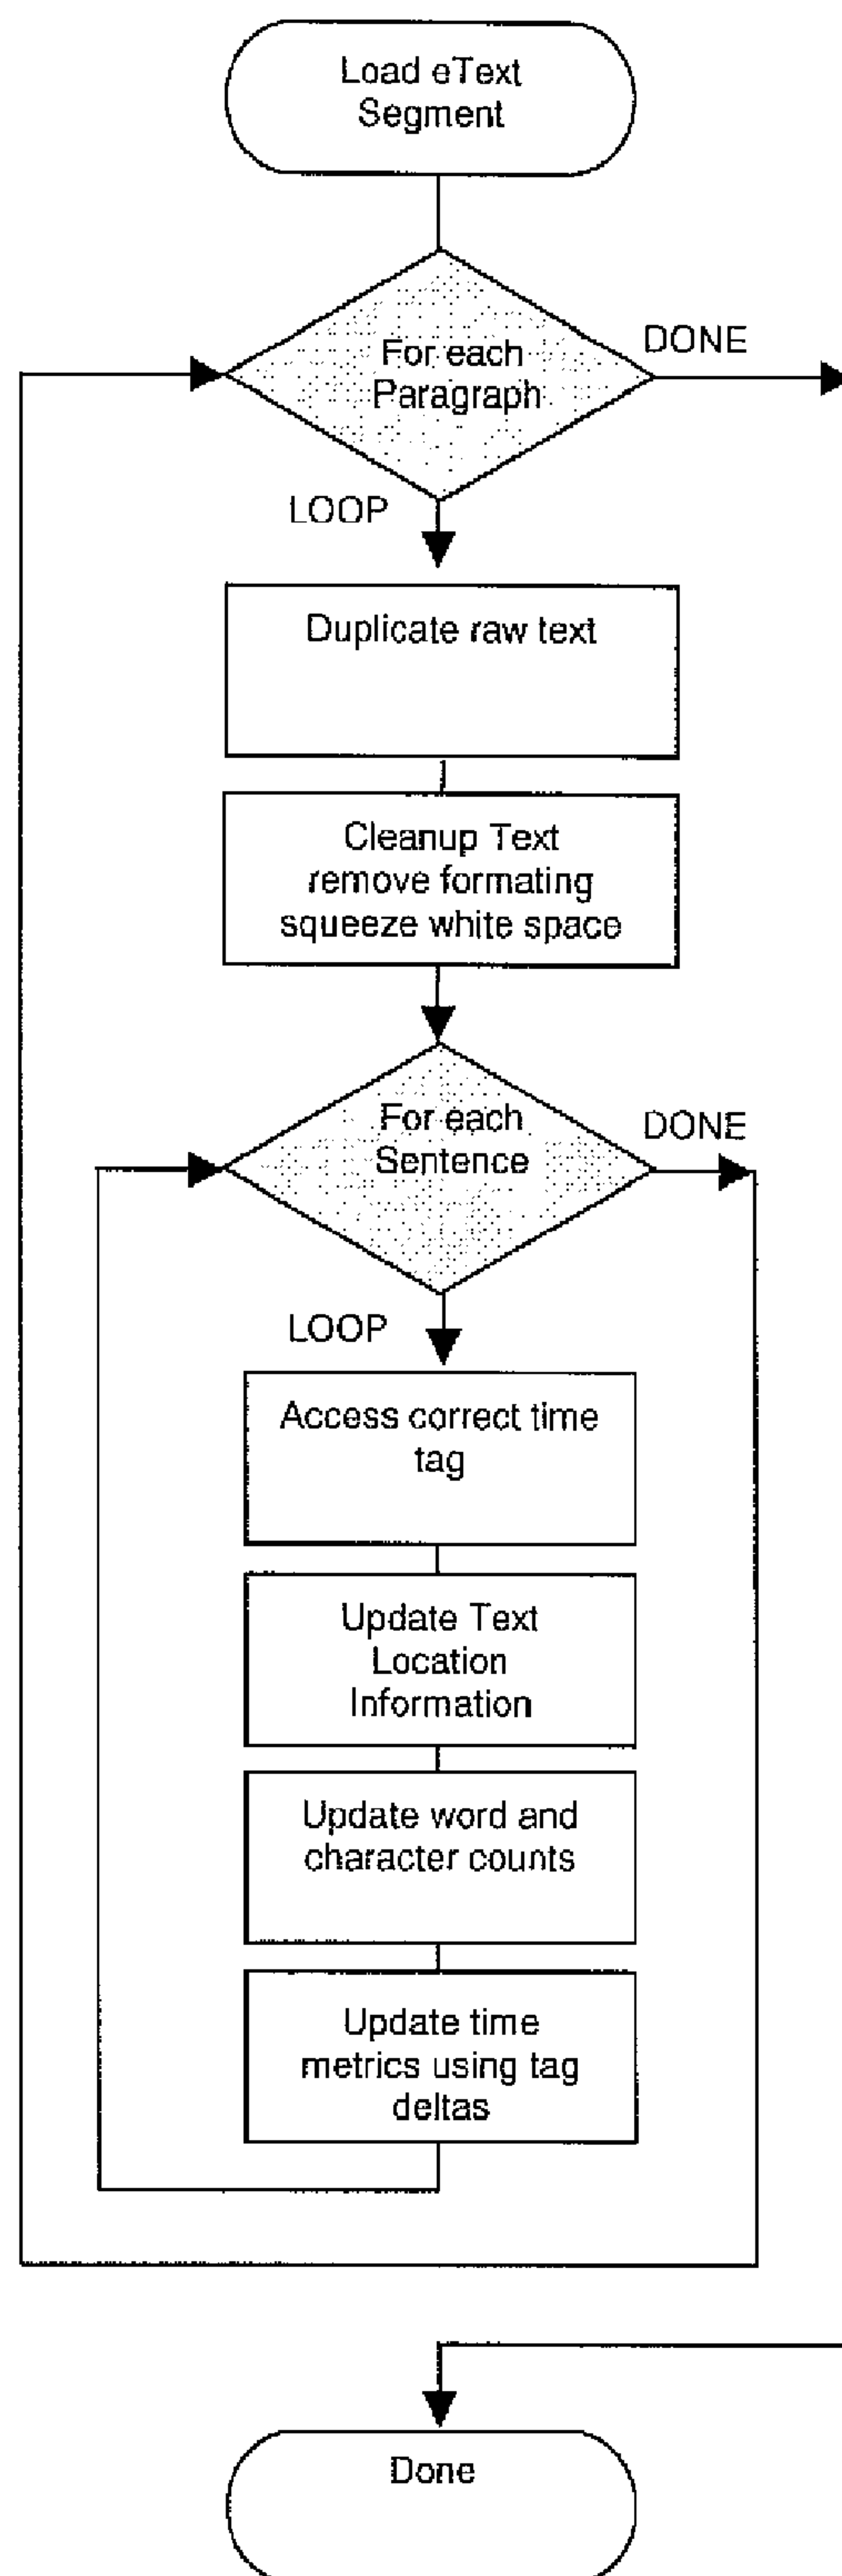 Load eText
Segment
For each
Paragraph
DONE
LOOP
Duplicate raw text
Cleanup Text
remove formating
squeeze white space
For each
Sentence
DONE
LOOP
Access correct time
tag
Update Text
Location
Information
Update word and
character counts
Update time
metrics using tag
deltas
Done